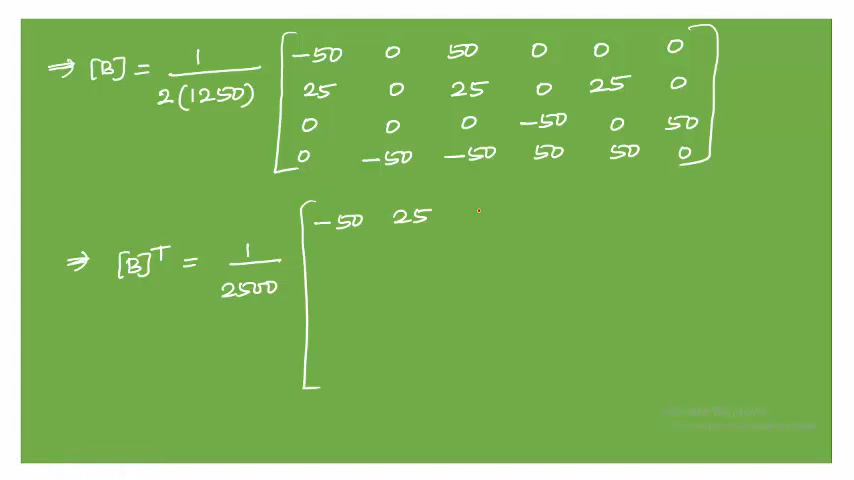 ⇒ [B] = 1/2(1250) [ -50 0 50 0 0 0
25 0 25 0 25 0
0 0 0 -50 0 50
0 -50 -50 50 50 0 ]
⇒ [B]^T = 1/2500 [ -50 25